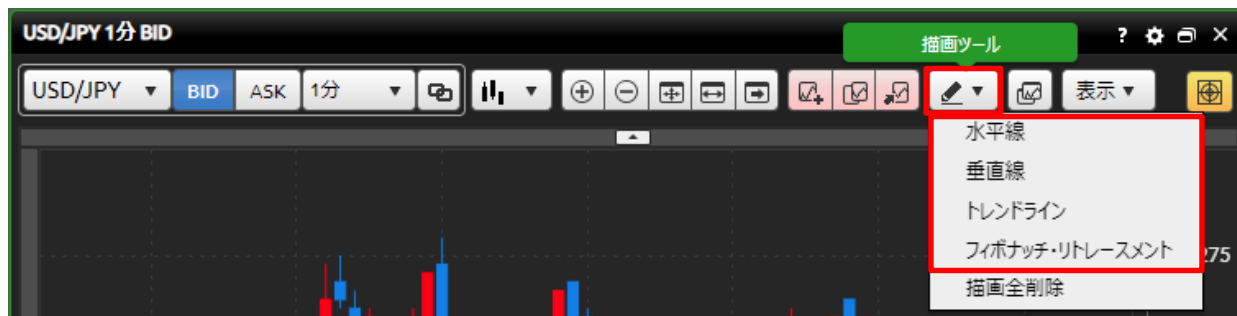 USD/JPY 1分 BID
描画ツール
?
USD/JPY BID ASK 1分 表示
水平線
垂直線
トレンドライン
フィボナッチ・リトレースメント
275
描画全削除